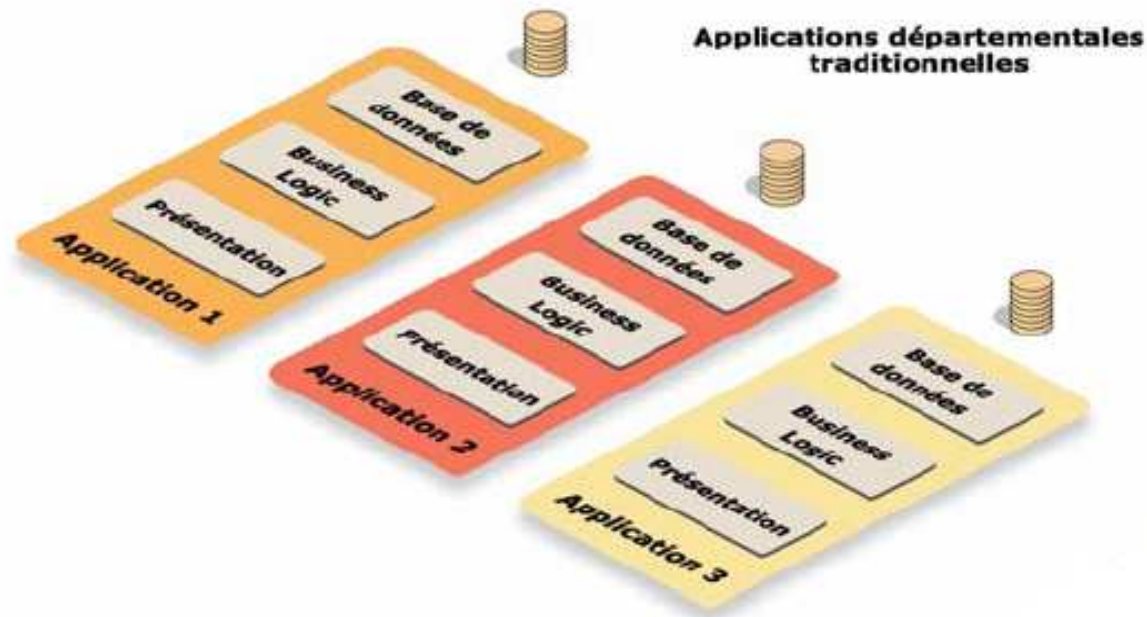 Applications départementales
traditionnelles
Base de
données
Business
Logic
Présentation
Application 1
Base de
données
Business
Logic
Présentation
Application 2
Base de
données
Business
Logic
Présentation
Application 3